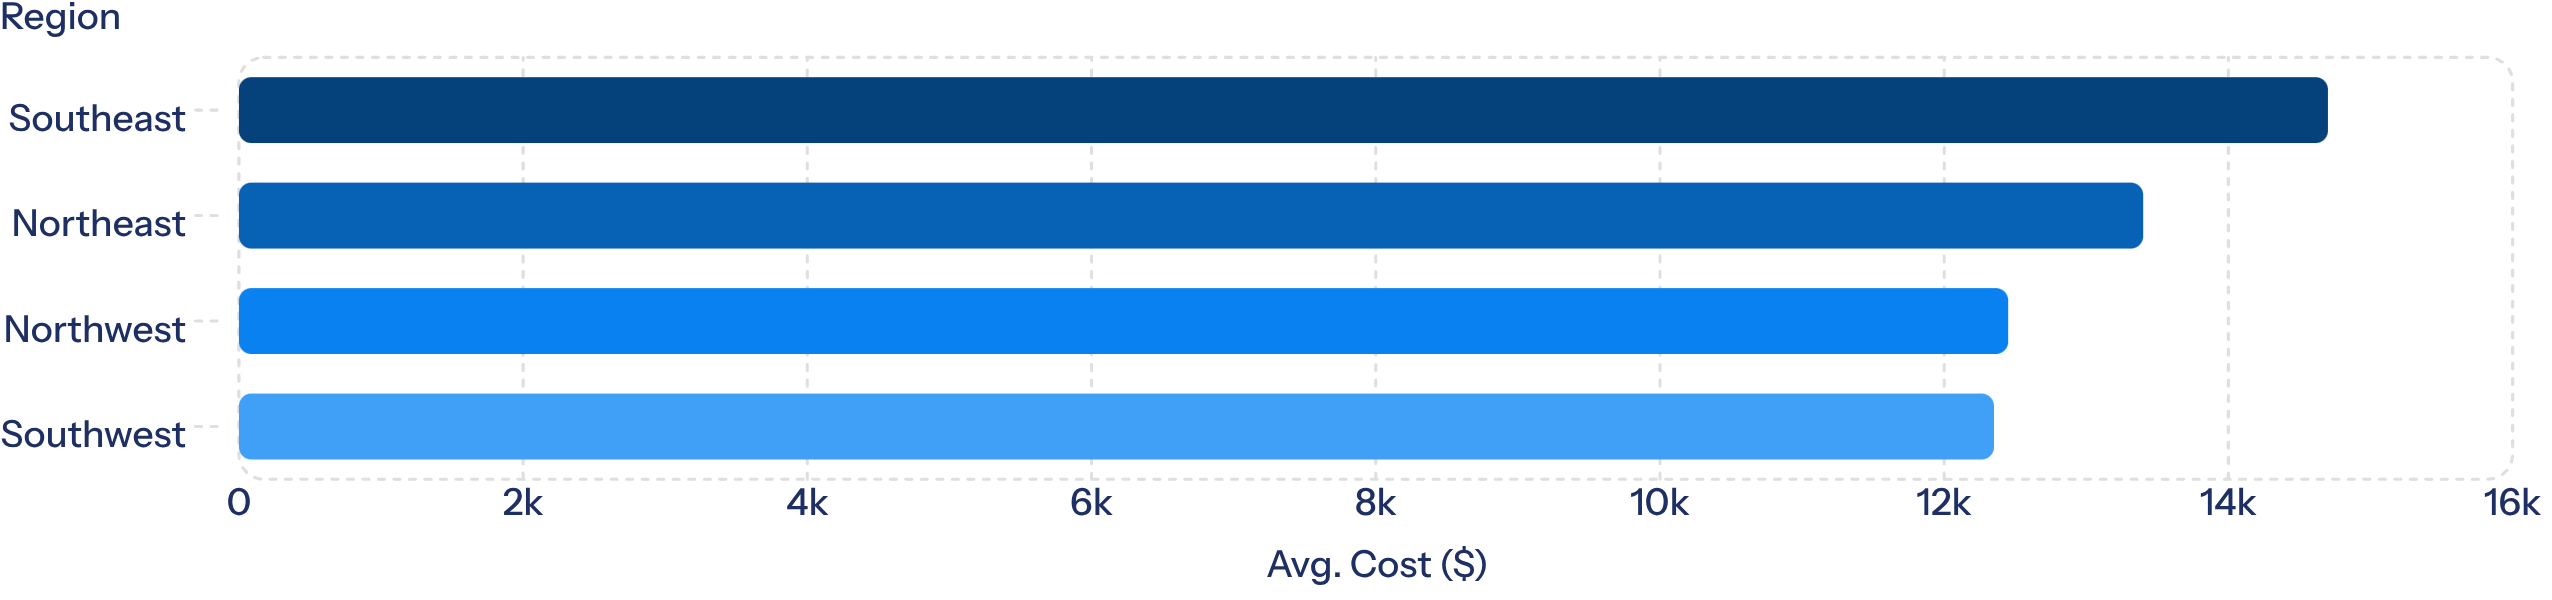 Region
Southeast
Northeast
Northwest
Southwest
0 2k 4k 6k 8k 10k 12k 14k 16k
Avg. Cost ($)